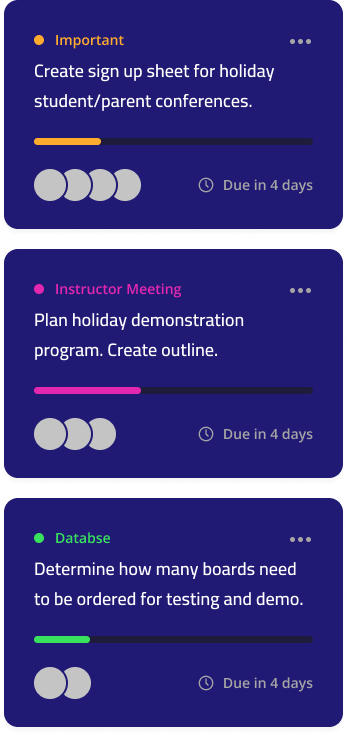 Important
Create sign up sheet for holiday
student/parent conferences.
Due in 4 days
Instructor Meeting
Plan holiday demonstration
program. Create outline.
Due in 4 days
Databse
Determine how many boards need
to be ordered for testing and demo.
Due in 4 days